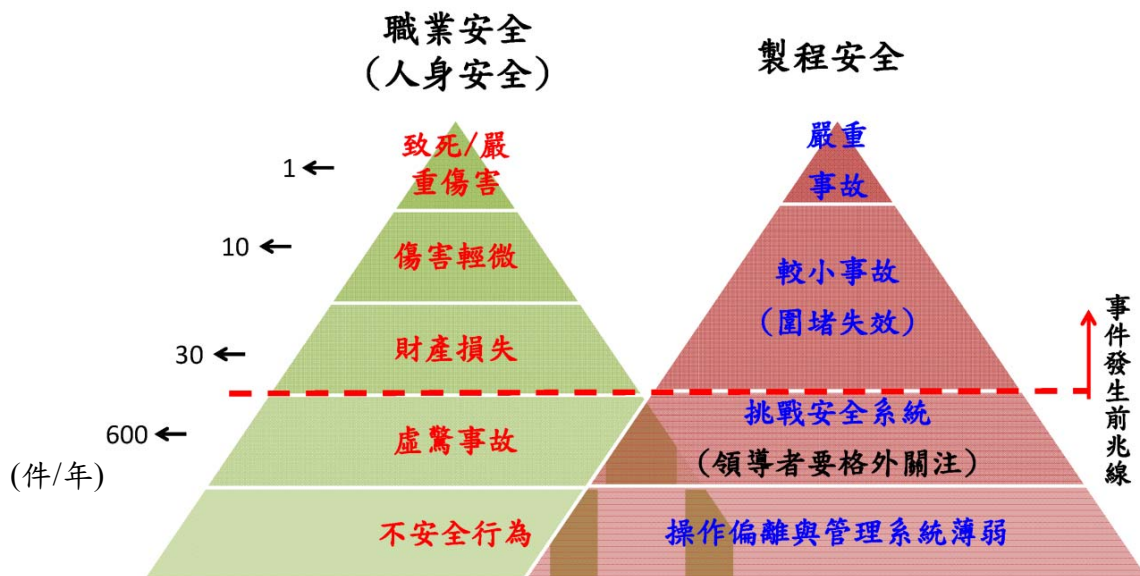 職業安全
（人身安全）
製程安全
1
致死/嚴
重傷害
嚴重
事故
10
傷害輕微
較小事故
（圍堵失效）
30
財產損失
事件發生前兆線
600
(件/年)
虛驚事故
挑戰安全系統
（領導者要格外關注）
不安全行為
操作偏離與管理系統薄弱